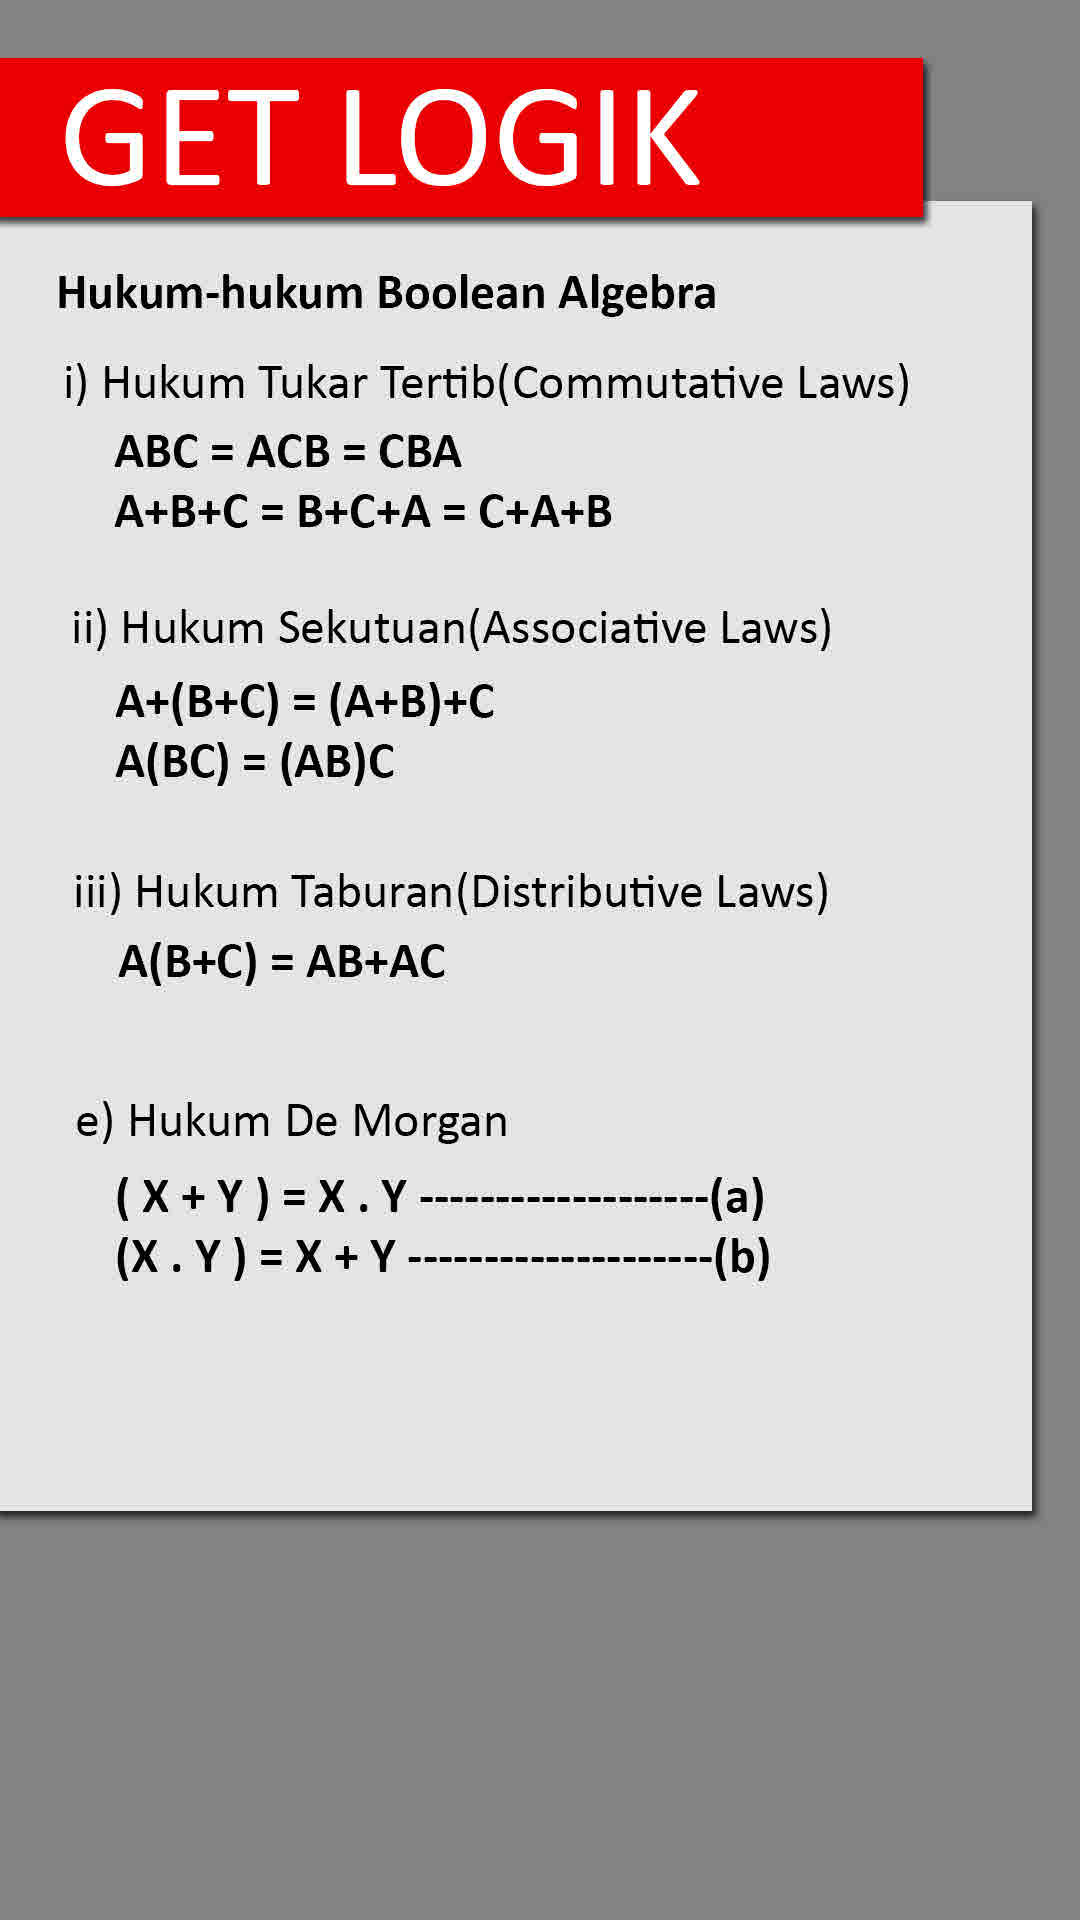 GET LOGIK
Hukum-hukum Boolean Algebra
i) Hukum Tukar Tertib(Commutative Laws)
ABC = ACB = CBA
A+B+C = B+C+A = C+A+B
ii) Hukum Sekutuan(Associative Laws)
A+(B+C) = (A+B)+C
A(BC) = (AB)C
iii) Hukum Taburan(Distributive Laws)
A(B+C) = AB+AC
e) Hukum De Morgan
( X + Y ) = X . Y -------------------(a)
(X . Y ) = X + Y --------------------(b)